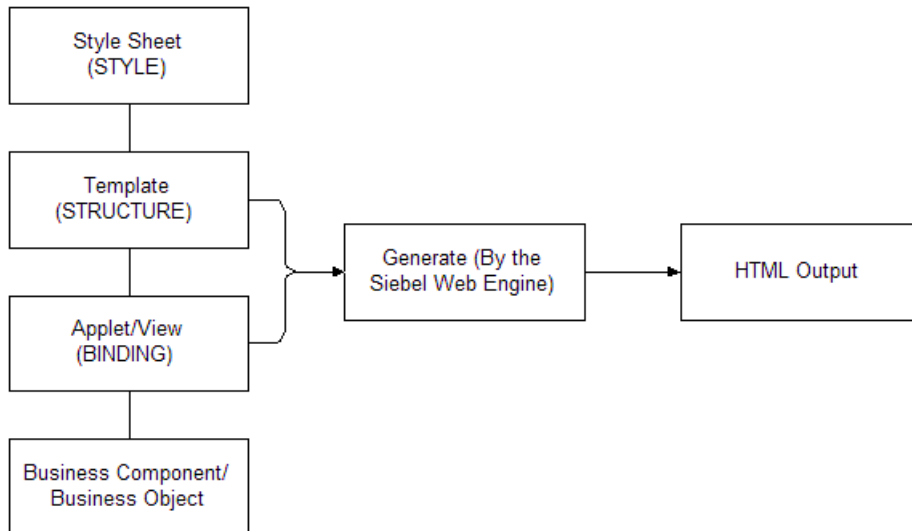 Style Sheet
(STYLE)
Template
(STRUCTURE)
Generate (By the
Siebel Web Engine)
HTML Output
Applet/View
(BINDING)
Business Component/
Business Object